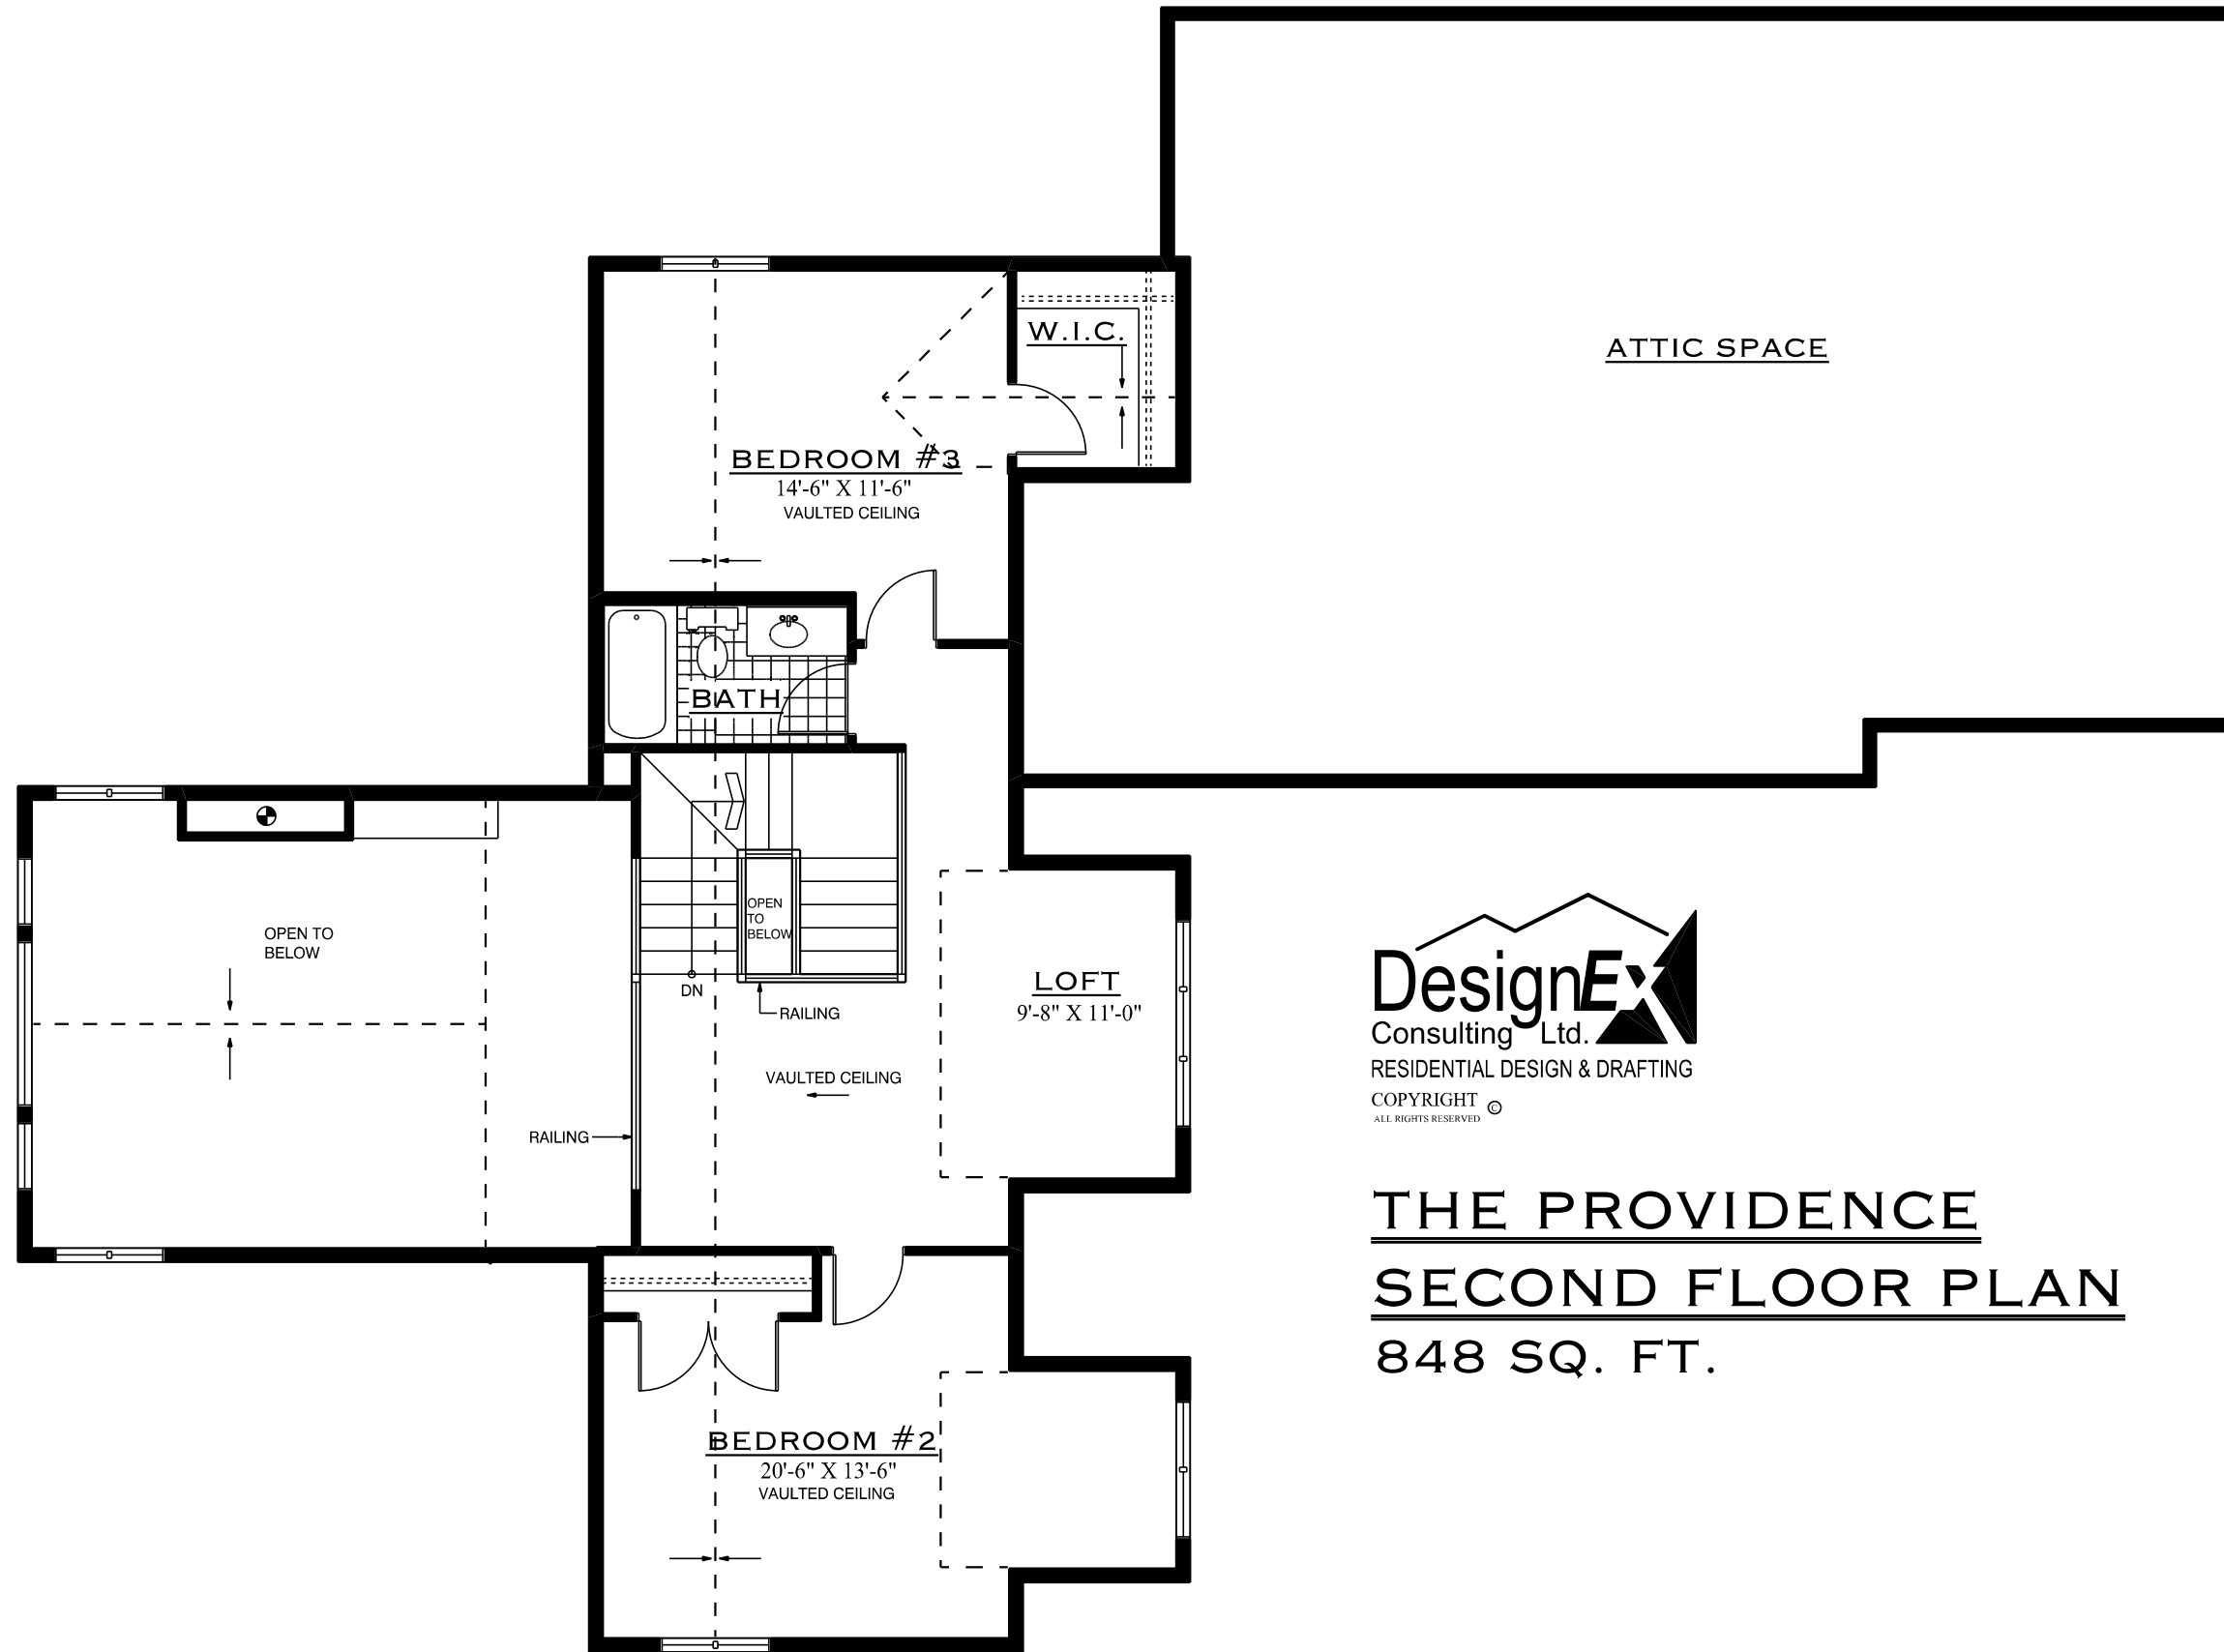 W.I.C.
ATTIC SPACE
BEDROOM #3
14'-6" X 11'-6"
VAULTED CEILING
BATH
OPEN TO
BELOW
OPEN
TO
BELOW
DN
RAILING
LOFT
9'-8" X 11'-0"
VAULTED CEILING
RAILING
BEDROOM #2
20'-6" X 13'-6"
VAULTED CEILING
DesignEx
Consulting Ltd.
RESIDENTIAL DESIGN & DRAFTING
COPYRIGHT ©
ALL RIGHTS RESERVED
THE PROVIDENCE
SECOND FLOOR PLAN
848 SQ. FT.